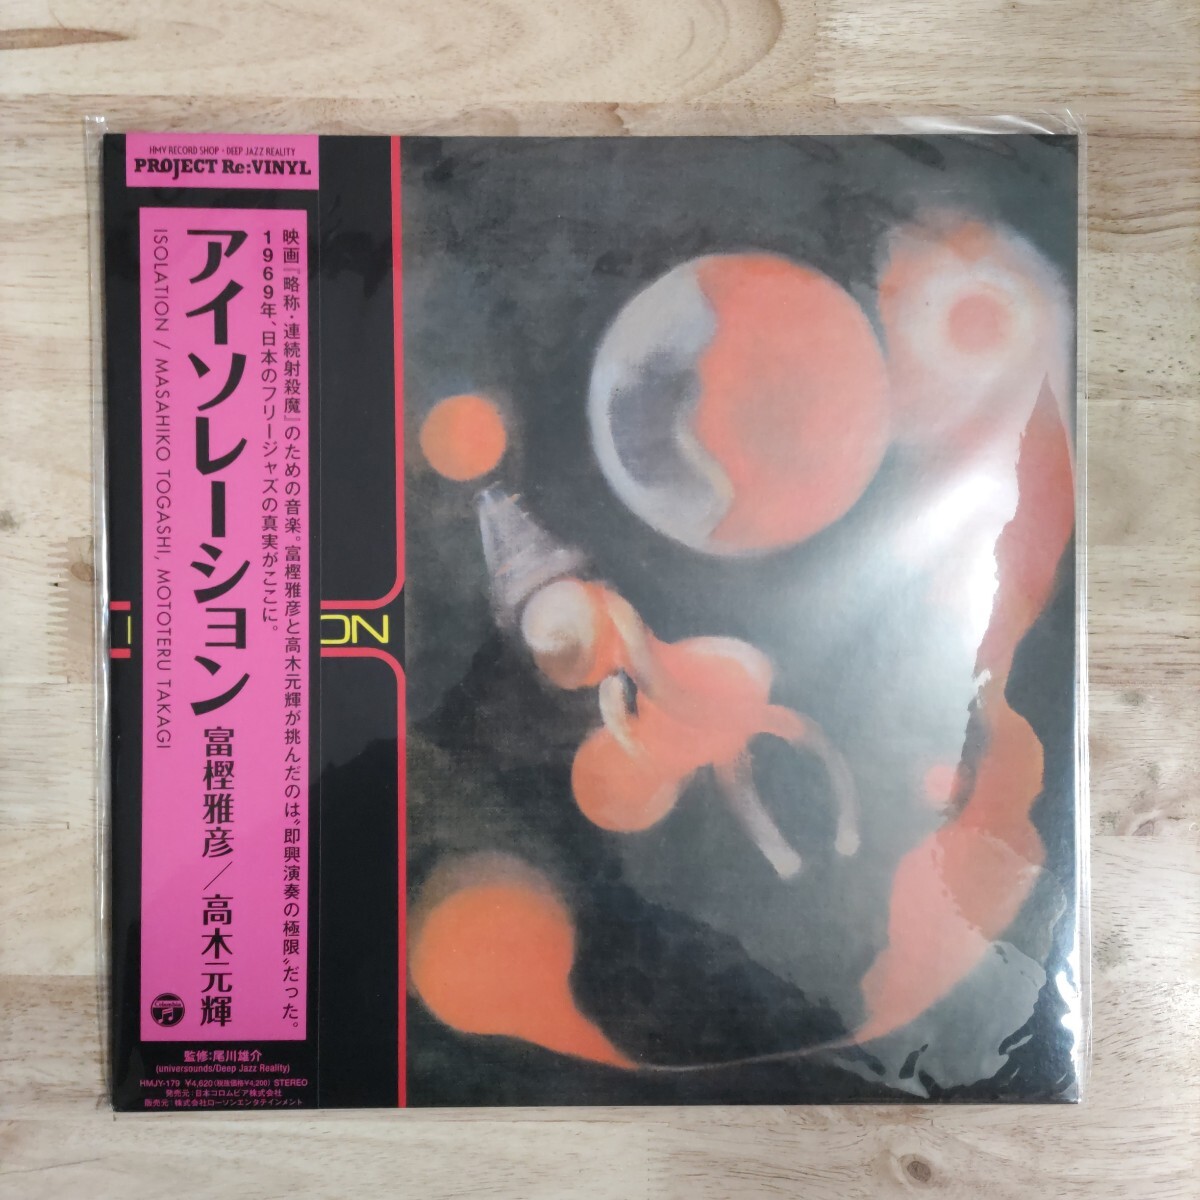 HMV RECORD SHOP × DEEP JAZZ REALITY
PROJECT Re:VINYL
映画『略称・連続射殺魔』のための音楽。富樫雅彦と高木元輝が挑んだのは“即興演奏の極限”だった。
1969年、日本のフリージャズの真実がここに。
アイソレーション 富樫雅彦／高木元輝
ISOLATION / MASAHIKO TOGASHI, MOTOTERU TAKAGI
I
ON
Columbia
監修：尾川雄介
(universounds/Deep Jazz Reality)
HMJY-179 ¥4,620(税抜価格¥4,200) STEREO
発売元：日本コロムビア株式会社
販売元：株式会社ローソンエンタテインメント